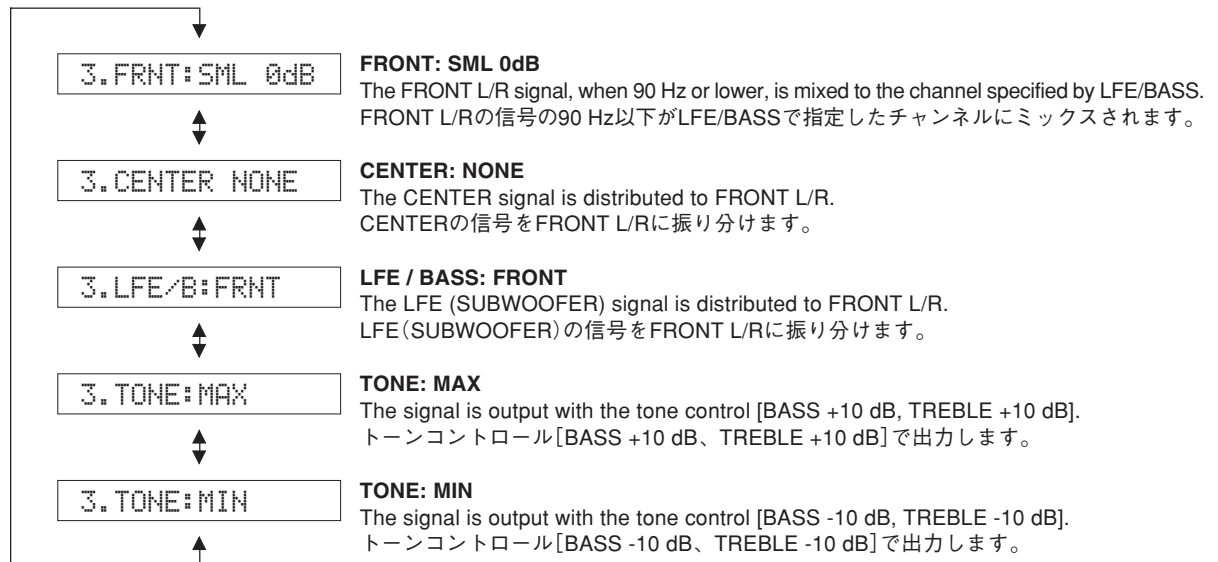 3.FRNT:SML 0dB
FRONT: SML 0dB
The FRONT L/R signal, when 90 Hz or lower, is mixed to the channel specified by LFE/BASS.
FRONT L/Rの信号の90 Hz以下がLFE/BASSで指定したチャンネルにミックスされます。
3.CENTER NONE
CENTER: NONE
The CENTER signal is distributed to FRONT L/R.
CENTERの信号をFRONT L/Rに振り分けます。
3.LFE/B:FRNT
LFE / BASS: FRONT
The LFE (SUBWOOFER) signal is distributed to FRONT L/R.
LFE(SUBWOOFER)の信号をFRONT L/Rに振り分けます。
3.TONE:MAX
TONE: MAX
The signal is output with the tone control [BASS +10 dB, TREBLE +10 dB].
トーンコントロール[BASS +10 dB、TREBLE +10 dB]で出力します。
3.TONE:MIN
TONE: MIN
The signal is output with the tone control [BASS -10 dB, TREBLE -10 dB].
トーンコントロール[BASS -10 dB、TREBLE -10 dB]で出力します。